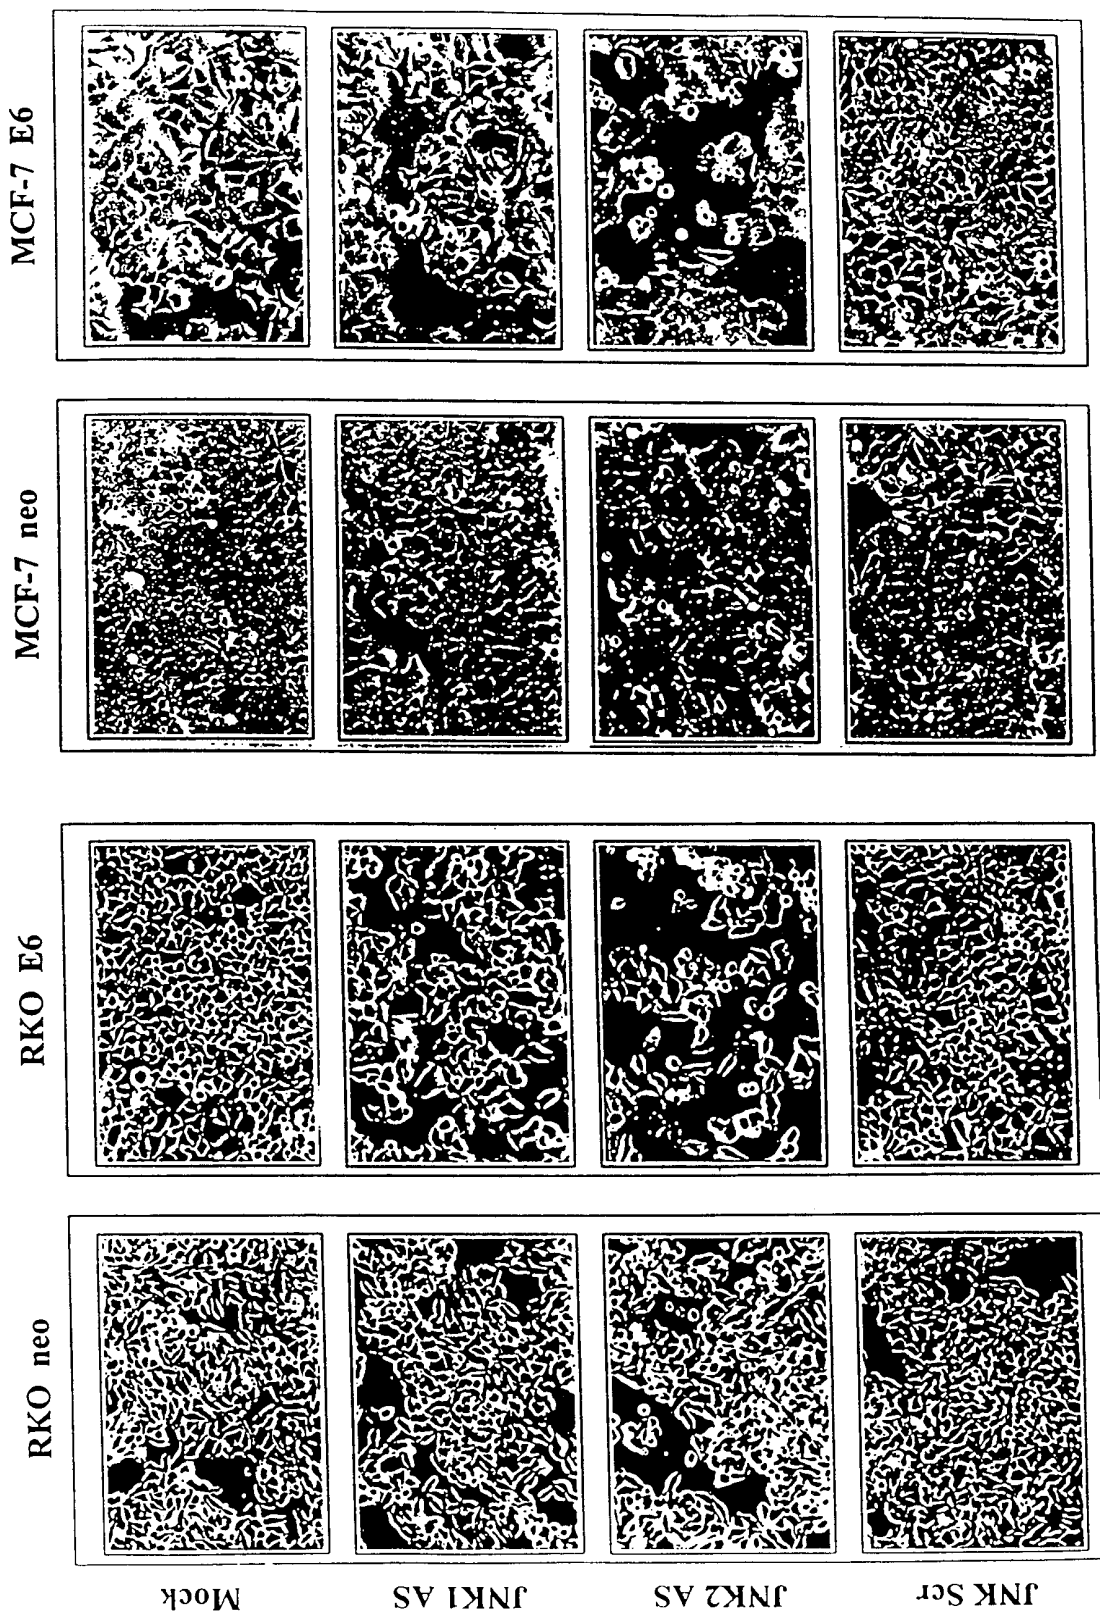 RKO neo
RKO E6
MCF-7 neo
MCF-7 E6
Mock
JNK1 AS
JNK2 AS
JNK Scr